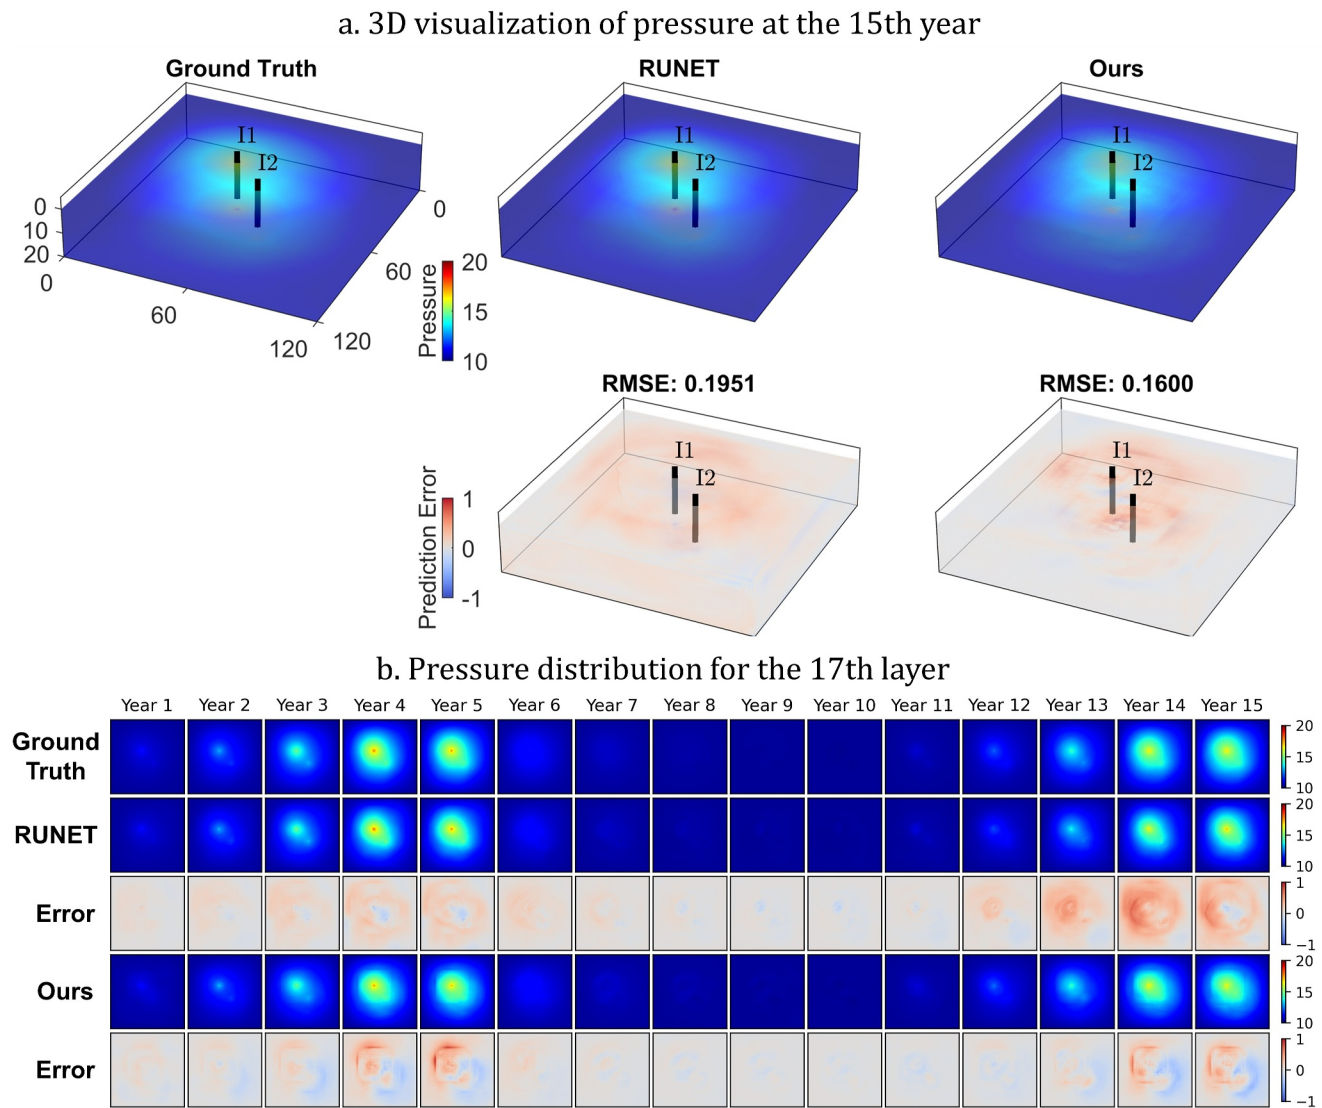 a. 3D visualization of pressure at the 15th year
Ground Truth
RUNET
Ours
I1
I2
I1
I2
I1
I2
0
10
20
0
60
120
0
60
120
Pressure
20
15
10
RMSE: 0.1951
RMSE: 0.1600
I1
I2
I1
I2
Prediction Error
1
0
-1
b. Pressure distribution for the 17th layer
Year 1 Year 2 Year 3 Year 4 Year 5 Year 6 Year 7 Year 8 Year 9 Year 10 Year 11 Year 12 Year 13 Year 14 Year 15
Ground
Truth
20
15
10
RUNET
20
15
10
Error
1
0
−1
Ours
20
15
10
Error
1
0
−1